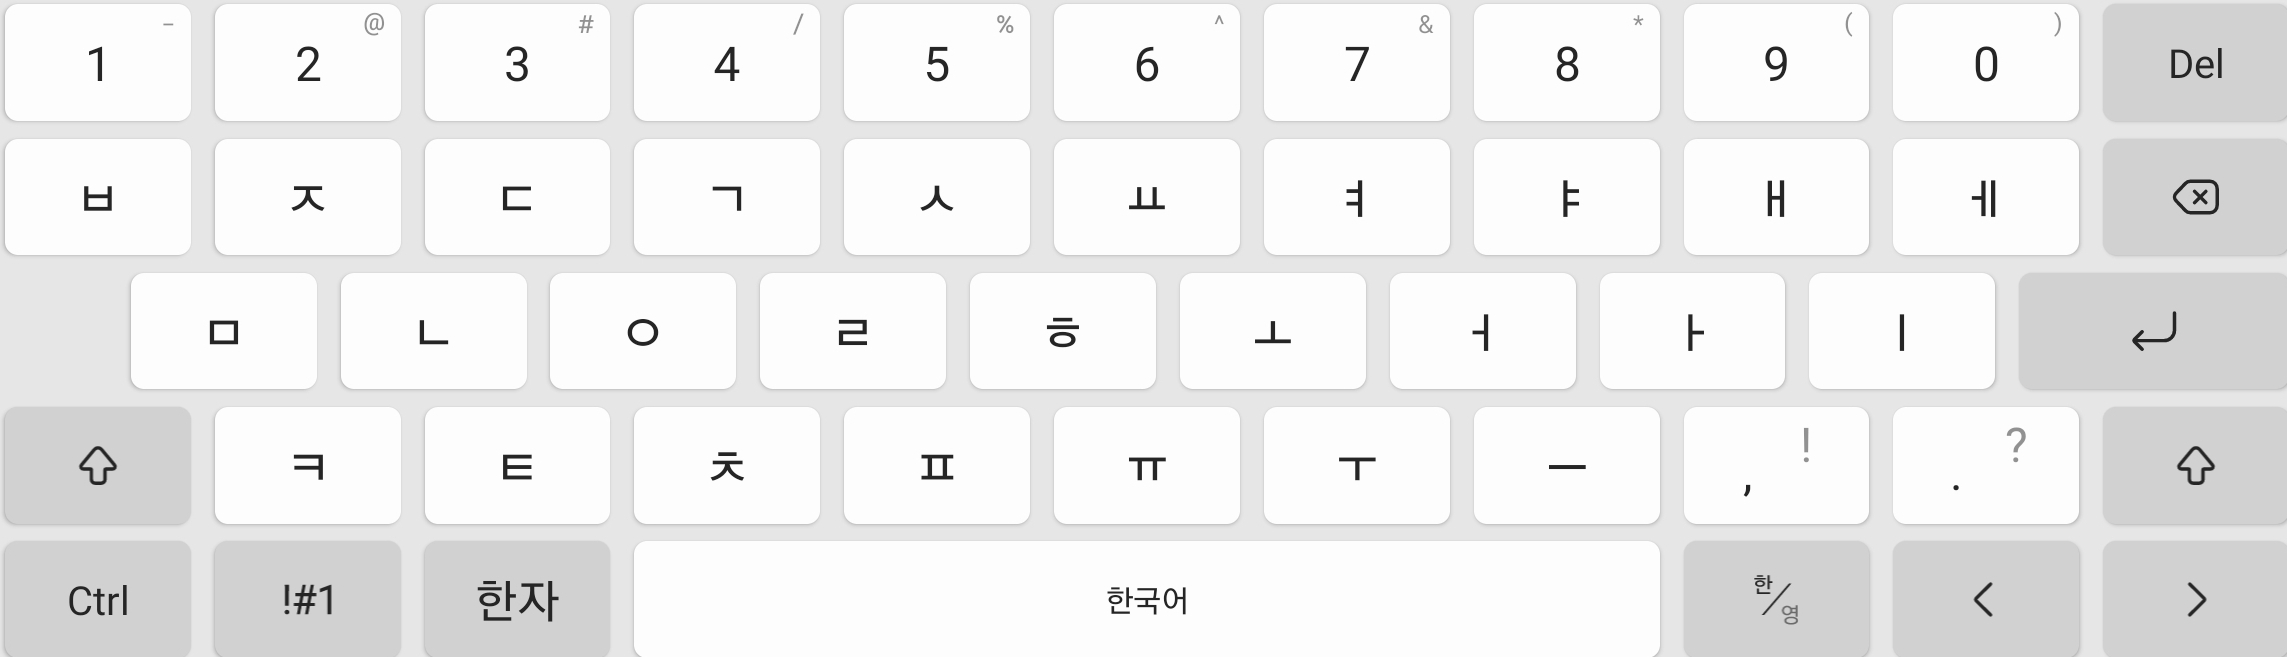 1 - 2 @ 3 # 4 / 5 % 6 ^ 7 & 8 * 9 ( 0 ) Del
ㅂ ㅈ ㄷ ㄱ ㅅ ㅛ ㅕ ㅑ ㅐ ㅔ
ㅁ ㄴ ㅇ ㄹ ㅎ ㅗ ㅓ ㅏ ㅣ
ㅋ ㅌ ㅊ ㅍ ㅠ ㅜ ㅡ , ! . ?
Ctrl !#1 한자 한국어 한/영 < >